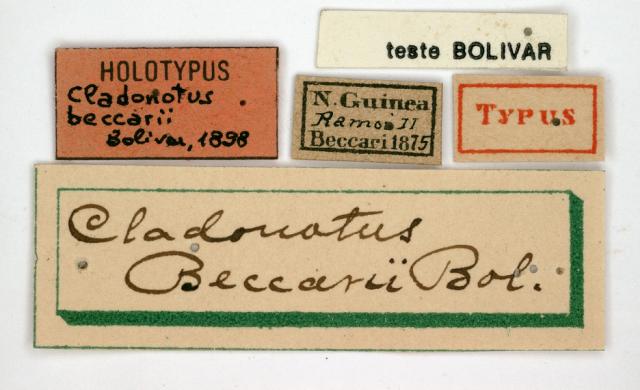 teste BOLIVAR
HOLOTYPUS
Cladonotus
beccarii
Bolivar, 1898
N. Guinea
Ramoi II
Beccari 1875
TYPUS
Cladonotus
Beccarii Bol.